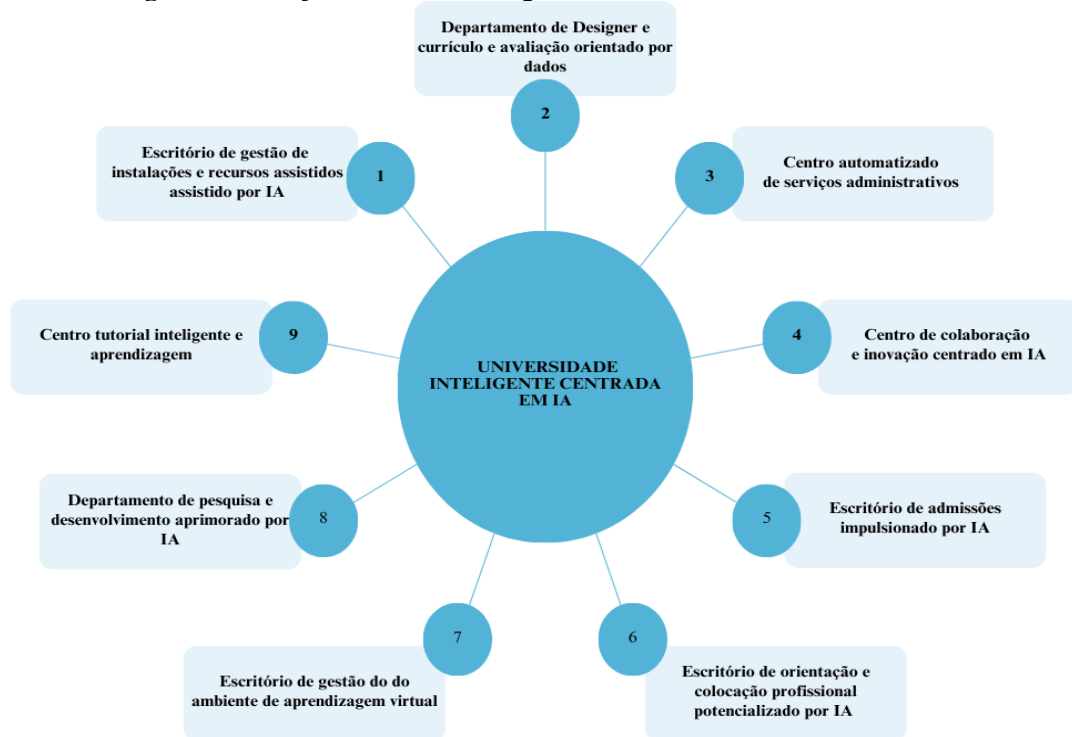 Departamento de Designer e
currículo e avaliação orientado por
dados
2
Escritório de gestão de
instalações e recursos assistidos
assistido por IA
1
3
Centro automatizado
de serviços administrativos
Centro tutorial inteligente e
aprendizagem
9
4
Centro de colaboração
e inovação centrado em IA
UNIVERSIDADE
INTELIGENTE CENTRADA
EM IA
Departamento de pesquisa e
desenvolvimento aprimorado por
IA
8
5
Escritório de admissões
impulsionado por IA
7
Escritório de gestão do do
ambiente de aprendizagem virtual
6
Escritório de orientação e
colocação profissional
potencializado por IA